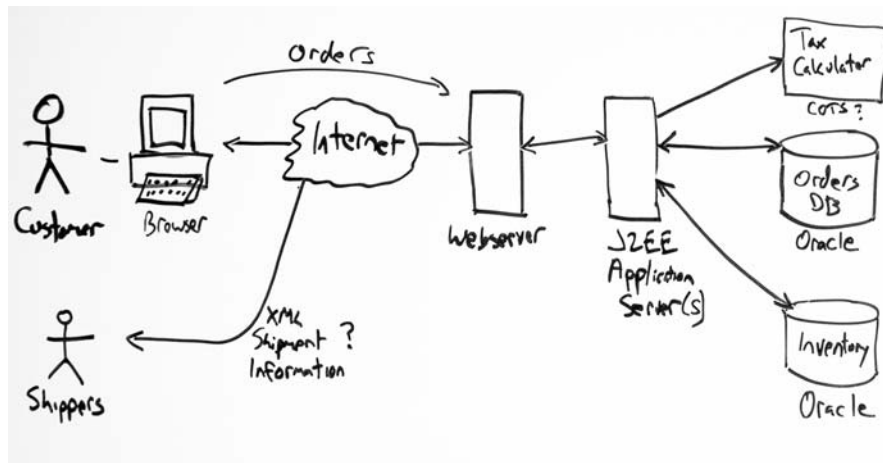 Orders
Internet
Customer
Browser
Webserver
J2EE
Application
Server(s)
Tax
Calculator
COTS?
Orders
DB
Oracle
Inventory
Oracle
XML
Shipment ?
Information
Shippers